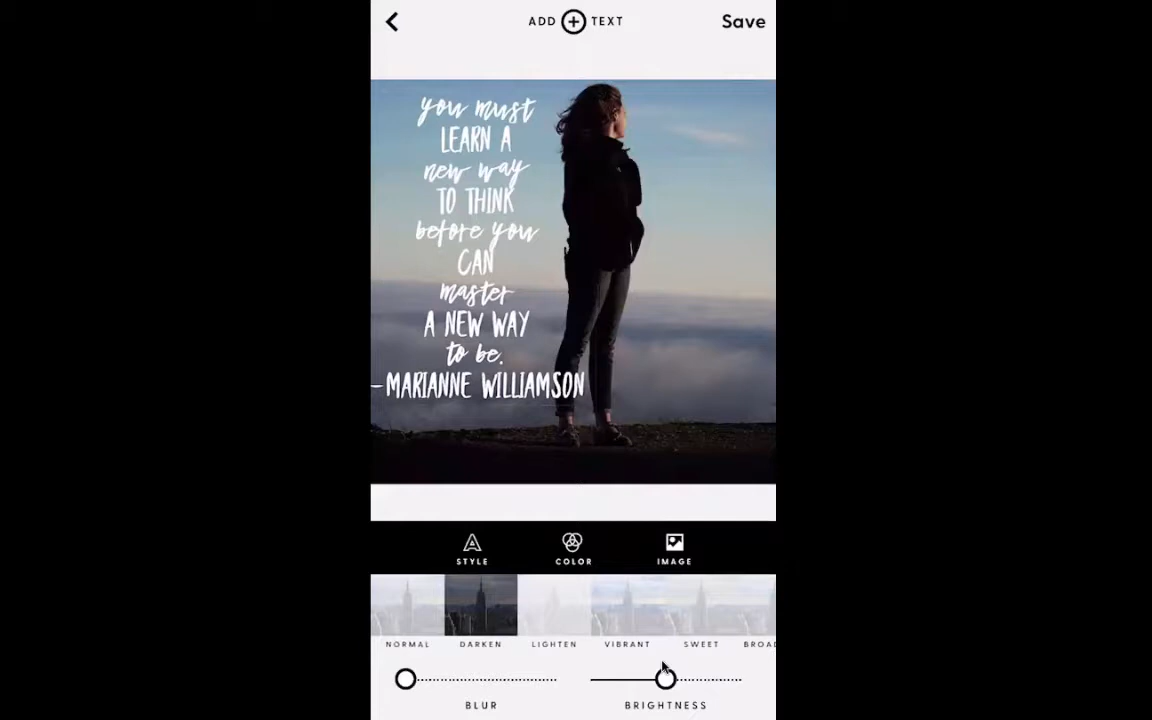 ADD + TEXT
Save
you must
LEARN A
new way
TO THINK
before you
CAN
master
A NEW WAY
to be.
-MARIANNE WILLIAMSON
STYLE
COLOR
IMAGE
NORMAL
DARKEN
LIGHTEN
VIBRANT
SWEET
BROA
BLUR
BRIGHTNESS